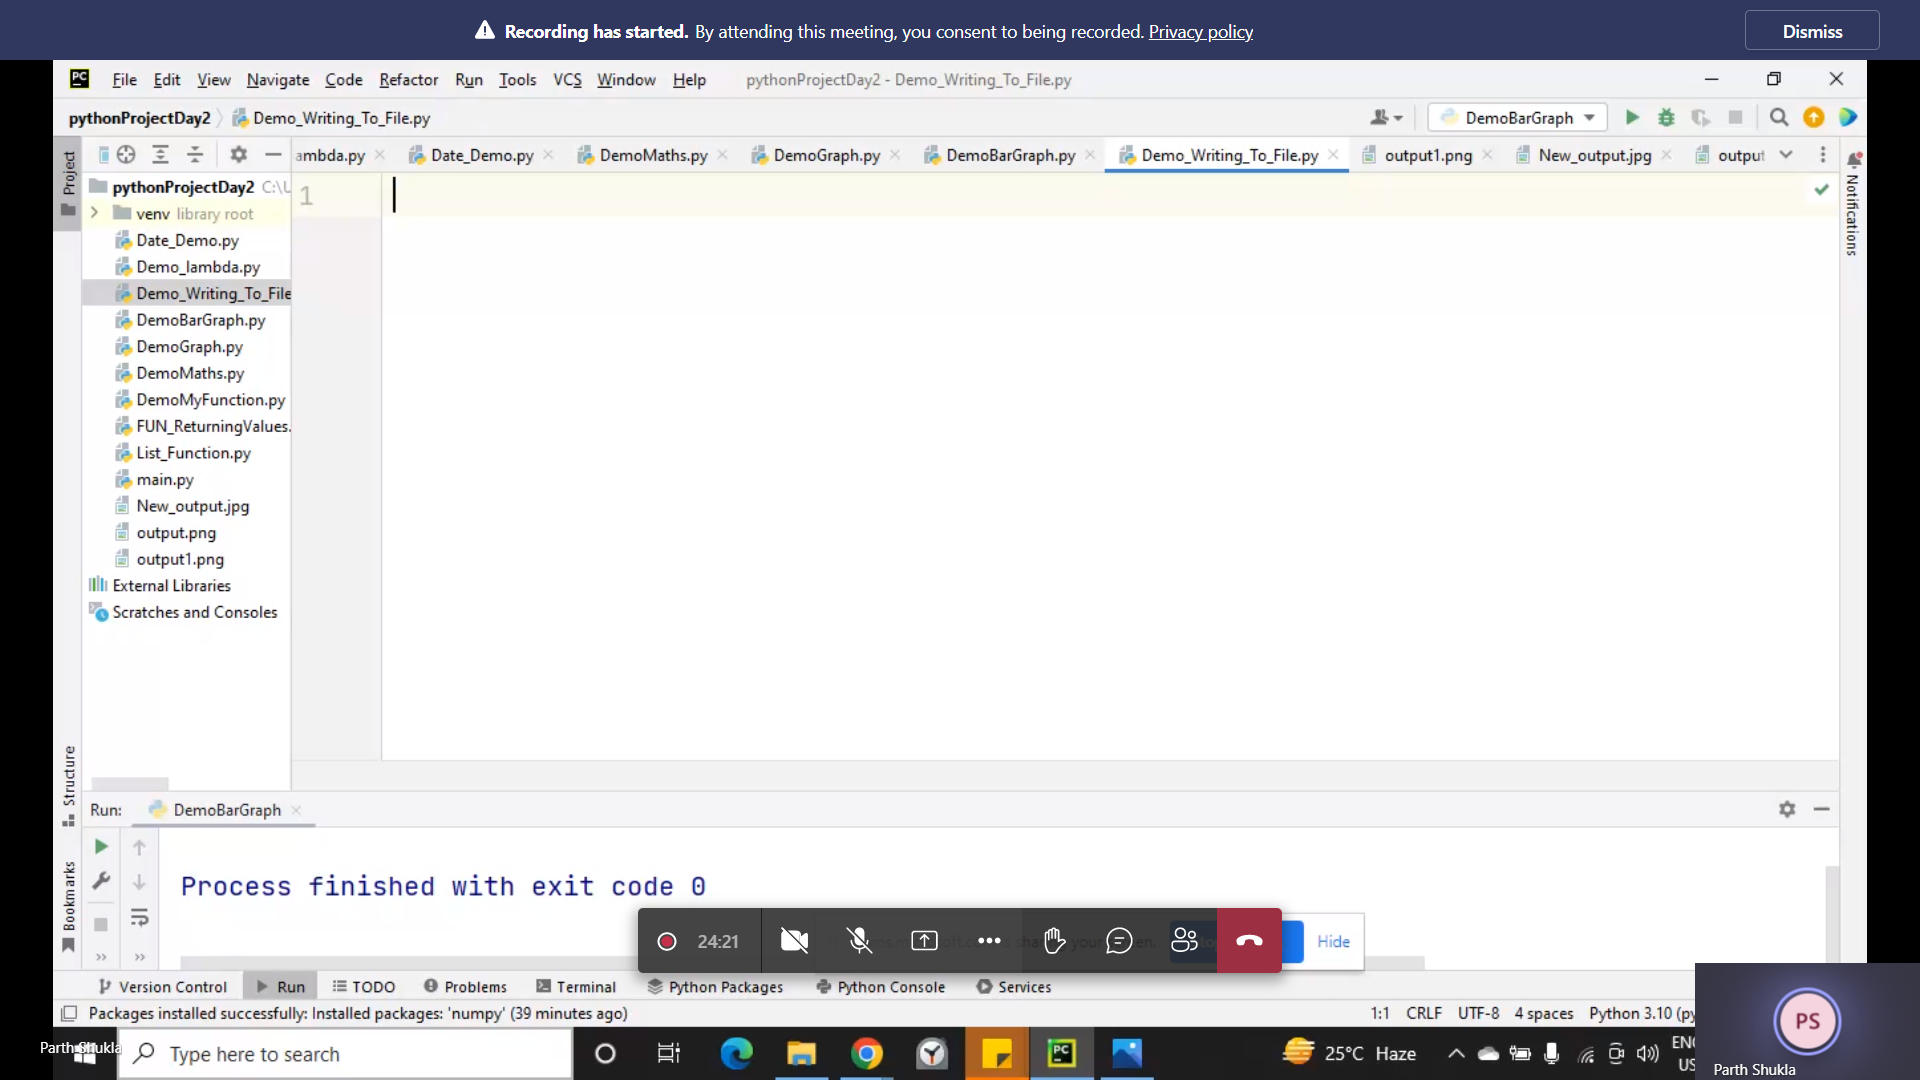 Recording has started. By attending this meeting, you consent to being recorded. Privacy policy
Dismiss
PC File Edit View Navigate Code Refactor Run Tools VCS Window Help pythonProjectDay2 - Demo_Writing_To_File.py
pythonProjectDay2 Demo_Writing_To_File.py DemoBarGraph
Project
ambda.py Date_Demo.py DemoMaths.py DemoGraph.py DemoBarGraph.py Demo_Writing_To_File.py output1.png New_output.jpg output
Notifications
pythonProjectDay2 C:\U
1
venv library root
Date_Demo.py
Demo_lambda.py
Demo_Writing_To_File
DemoBarGraph.py
DemoGraph.py
DemoMaths.py
DemoMyFunction.py
FUN_ReturningValues.
List_Function.py
main.py
New_output.jpg
output.png
output1.png
External Libraries
Scratches and Consoles
Structure
Bookmarks
Run: DemoBarGraph
Process finished with exit code 0
24:21
Hide
Version Control Run TODO Problems Terminal Python Packages Python Console Services
Packages installed successfully: Installed packages: 'numpy' (39 minutes ago)
1:1 CRLF UTF-8 4 spaces Python 3.10 (py
PS
Parth Shukla
Parth Shukla
Type here to search
PC
25°C Haze
ENG
US